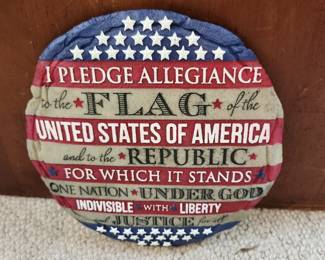 I PLEDGE ALLEGIANCE
to the FLAG of the
UNITED STATES OF AMERICA
and to the REPUBLIC
FOR WHICH IT STANDS
ONE NATION UNDER GOD
INDIVISIBLE WITH LIBERTY
and JUSTICE for all